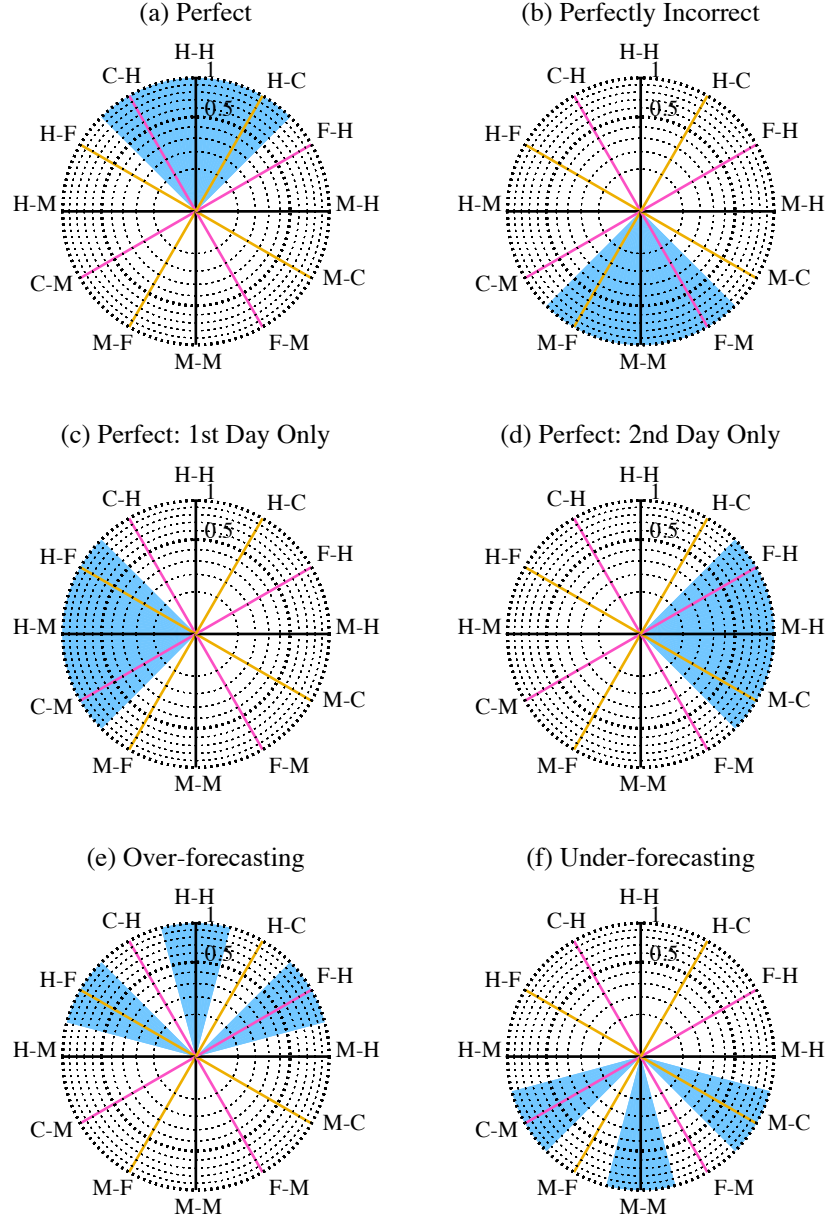 (a) Perfect
H-H
1
C-H
H-C
0.5
H-F
F-H
H-M
M-H
C-M
M-C
M-F
F-M
M-M
(b) Perfectly Incorrect
H-H
1
C-H
H-C
0.5
H-F
F-H
H-M
M-H
C-M
M-C
M-F
F-M
M-M
(c) Perfect: 1st Day Only
H-H
1
C-H
H-C
0.5
H-F
F-H
H-M
M-H
C-M
M-C
M-F
F-M
M-M
(d) Perfect: 2nd Day Only
H-H
1
C-H
H-C
0.5
H-F
F-H
H-M
M-H
C-M
M-C
M-F
F-M
M-M
(e) Over-forecasting
H-H
1
C-H
H-C
0.5
H-F
F-H
H-M
M-H
C-M
M-C
M-F
F-M
M-M
(f) Under-forecasting
H-H
1
C-H
H-C
0.5
H-F
F-H
H-M
M-H
C-M
M-C
M-F
F-M
M-M